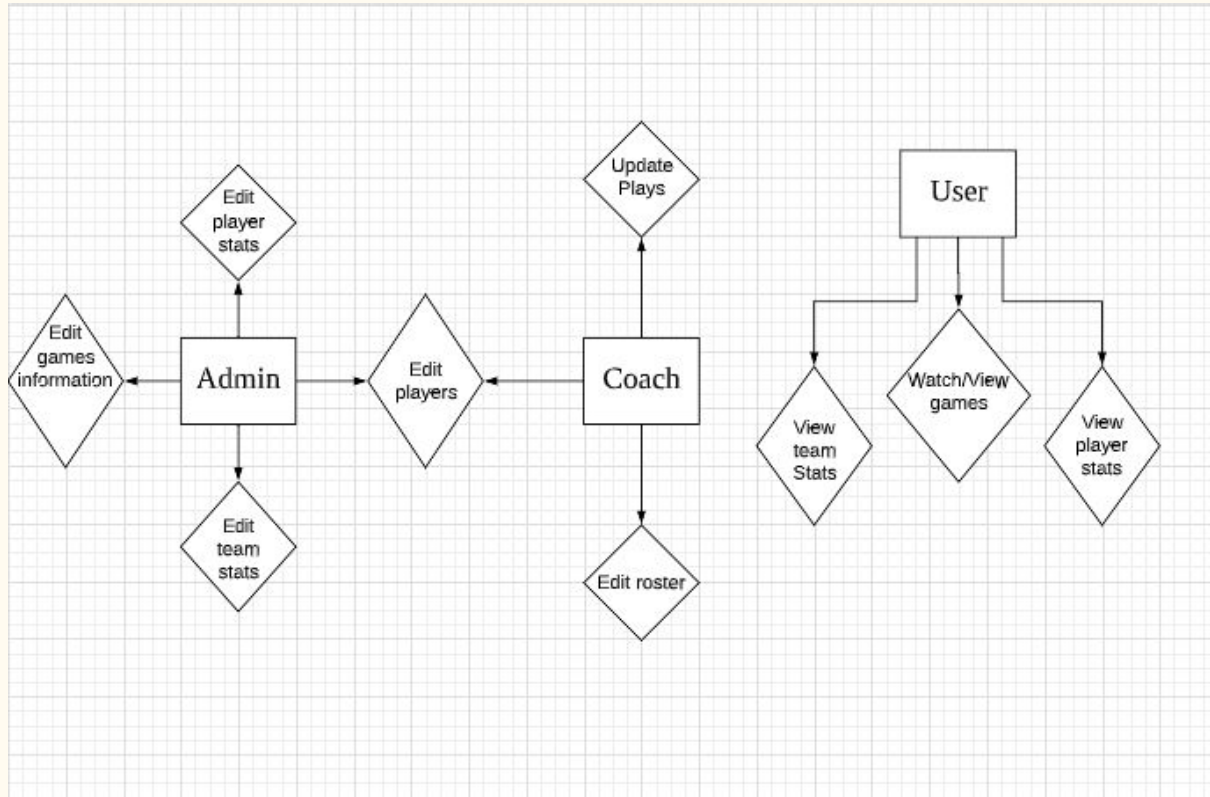 Update
Plays
User
Edit
player
stats
Edit
games
information
Admin
Edit
players
Coach
Watch/View
games
View
team
Stats
View
player
stats
Edit
team
stats
Edit roster